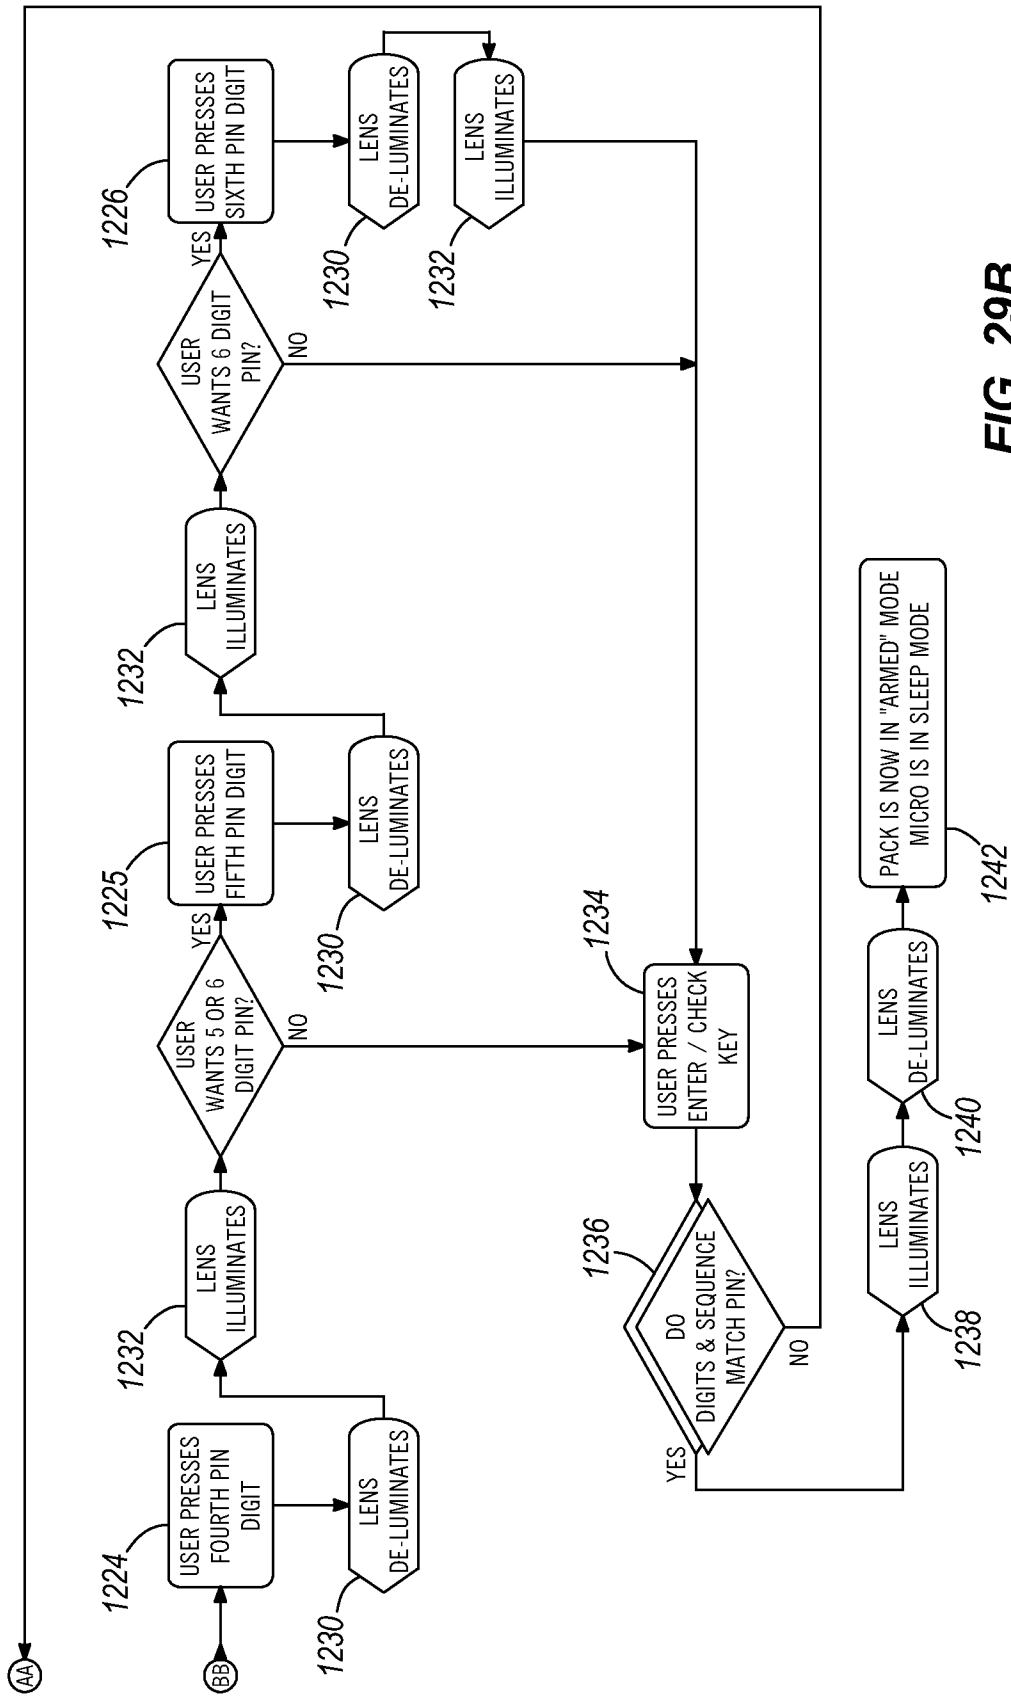 AA
BB
1224
USER PRESSES
FOURTH PIN
DIGIT
1230
LENS
DE-LUMINATES
1232
LENS
ILLUMINATES
USER
WANTS 5 OR 6
DIGIT PIN?
YES
NO
1225
USER PRESSES
FIFTH PIN DIGIT
1230
LENS
DE-LUMINATES
1232
LENS
ILLUMINATES
USER
WANTS 6 DIGIT
PIN?
YES
NO
1226
USER PRESSES
SIXTH PIN DIGIT
1230
LENS
DE-LUMINATES
1232
LENS
ILLUMINATES
1234
USER PRESSES
ENTER / CHECK
KEY
1236
DO
DIGITS & SEQUENCE
MATCH PIN?
YES
NO
1238
LENS
ILLUMINATES
1240
LENS
DE-LUMINATES
1242
PACK IS NOW IN "ARMED" MODE
MICRO IS IN SLEEP MODE
FIG. 29B